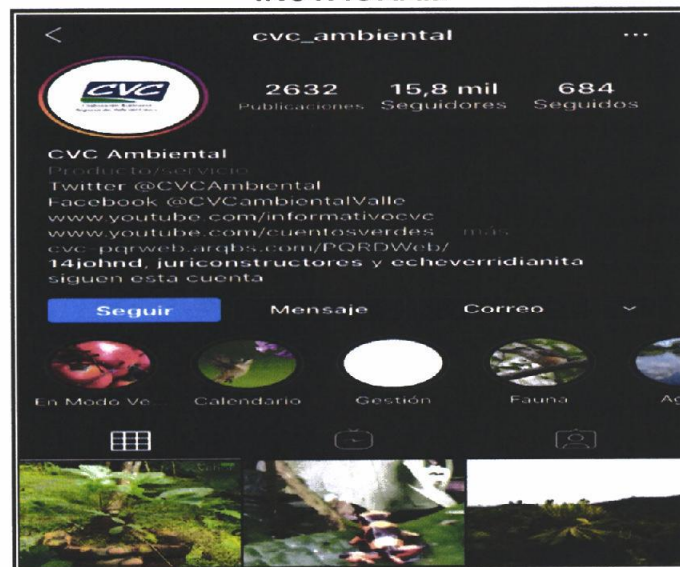 cvc_ambiental
CVC
2632
Publicaciones
15,8 mil
Seguidores
684
Seguidos
CVC Ambiental
Producto/servicio
Twitter @CVCAmbiental
Facebook @CVCambientalValle
www.youtube.com/informativocvc
www.youtube.com/cuentosverdes más
cvc-pqrweb.arqbs.com/PQRDWeb/
14johnd, juriconstructores y echeverridianita
siguen esta cuenta
Seguir
Mensaje
Correo
En Modo Ve...
Calendario
Gestión
Fauna